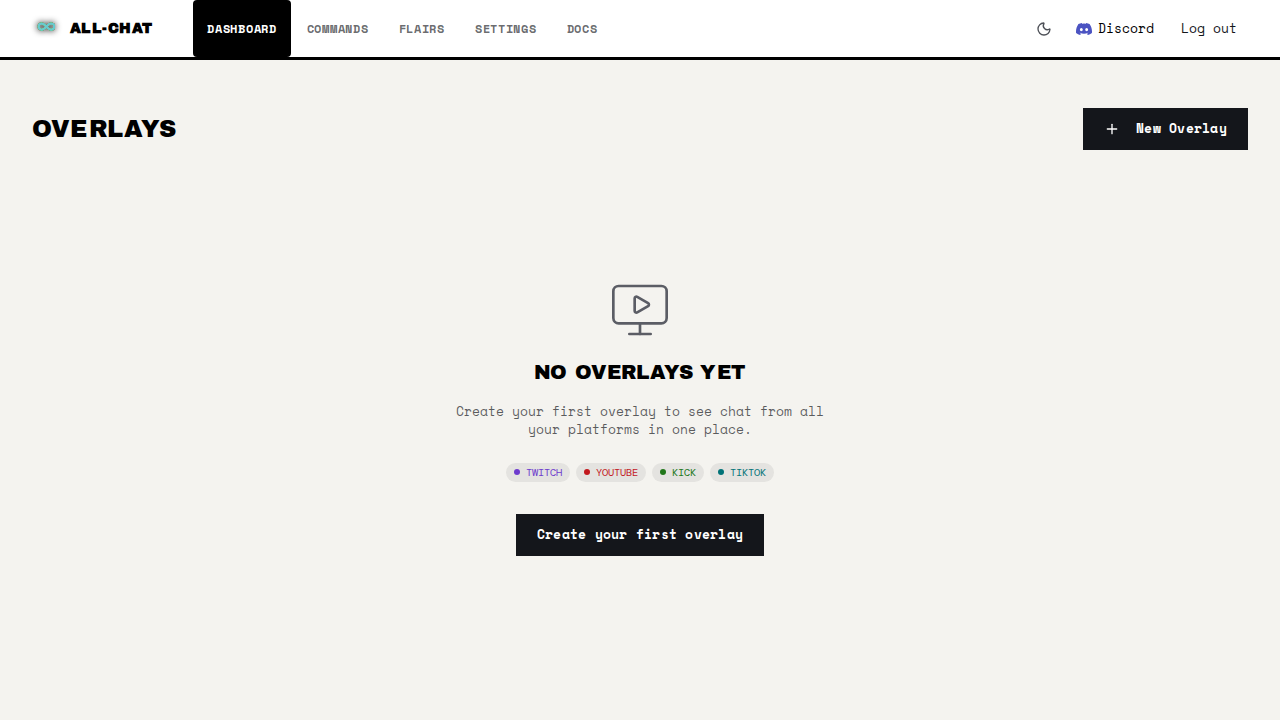 ALL-CHAT
DASHBOARD
COMMANDS
FLAIRS
SETTINGS
DOCS
Discord
Log out
OVERLAYS
New Overlay
NO OVERLAYS YET
Create your first overlay to see chat from all
your platforms in one place.
TWITCH
YOUTUBE
KICK
TIKTOK
Create your first overlay